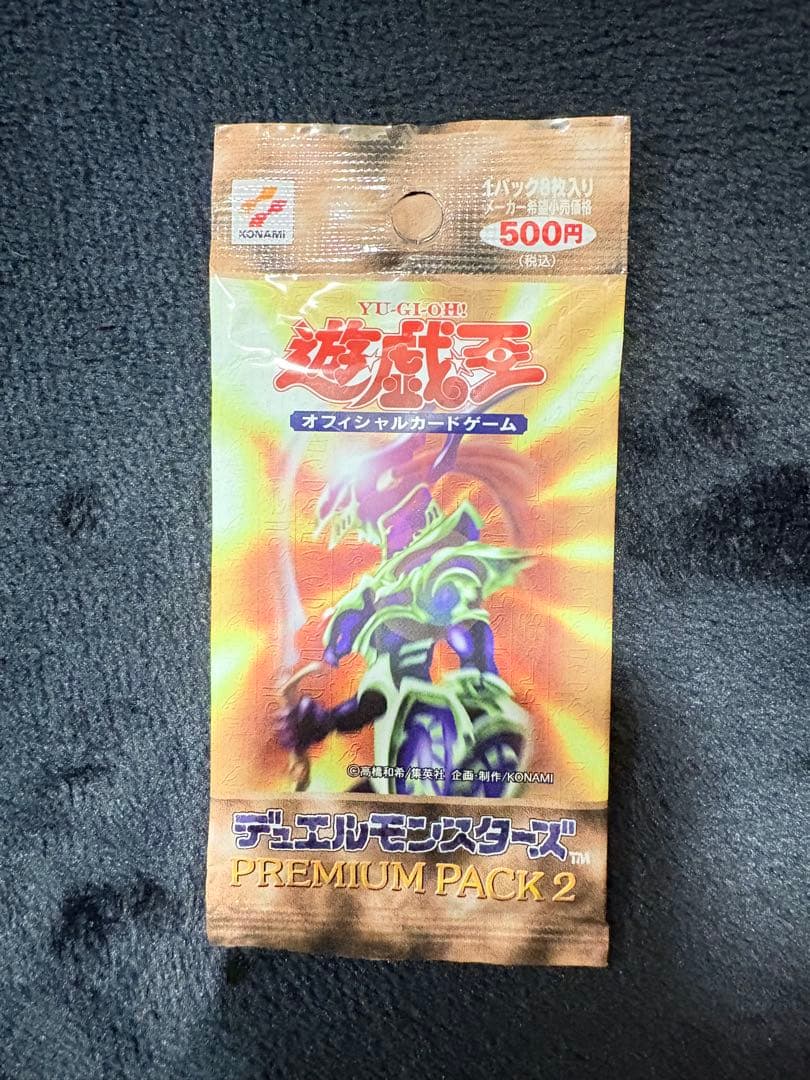 KONAMI
1パック8枚入り
メーカー希望小売価格
500円
(税込)
YU-GI-OH!
遊戯王
オフィシャルカードゲーム
©高橋和希/集英社 企画・制作/KONAMI
デュエルモンスターズ™
PREMIUM PACK 2